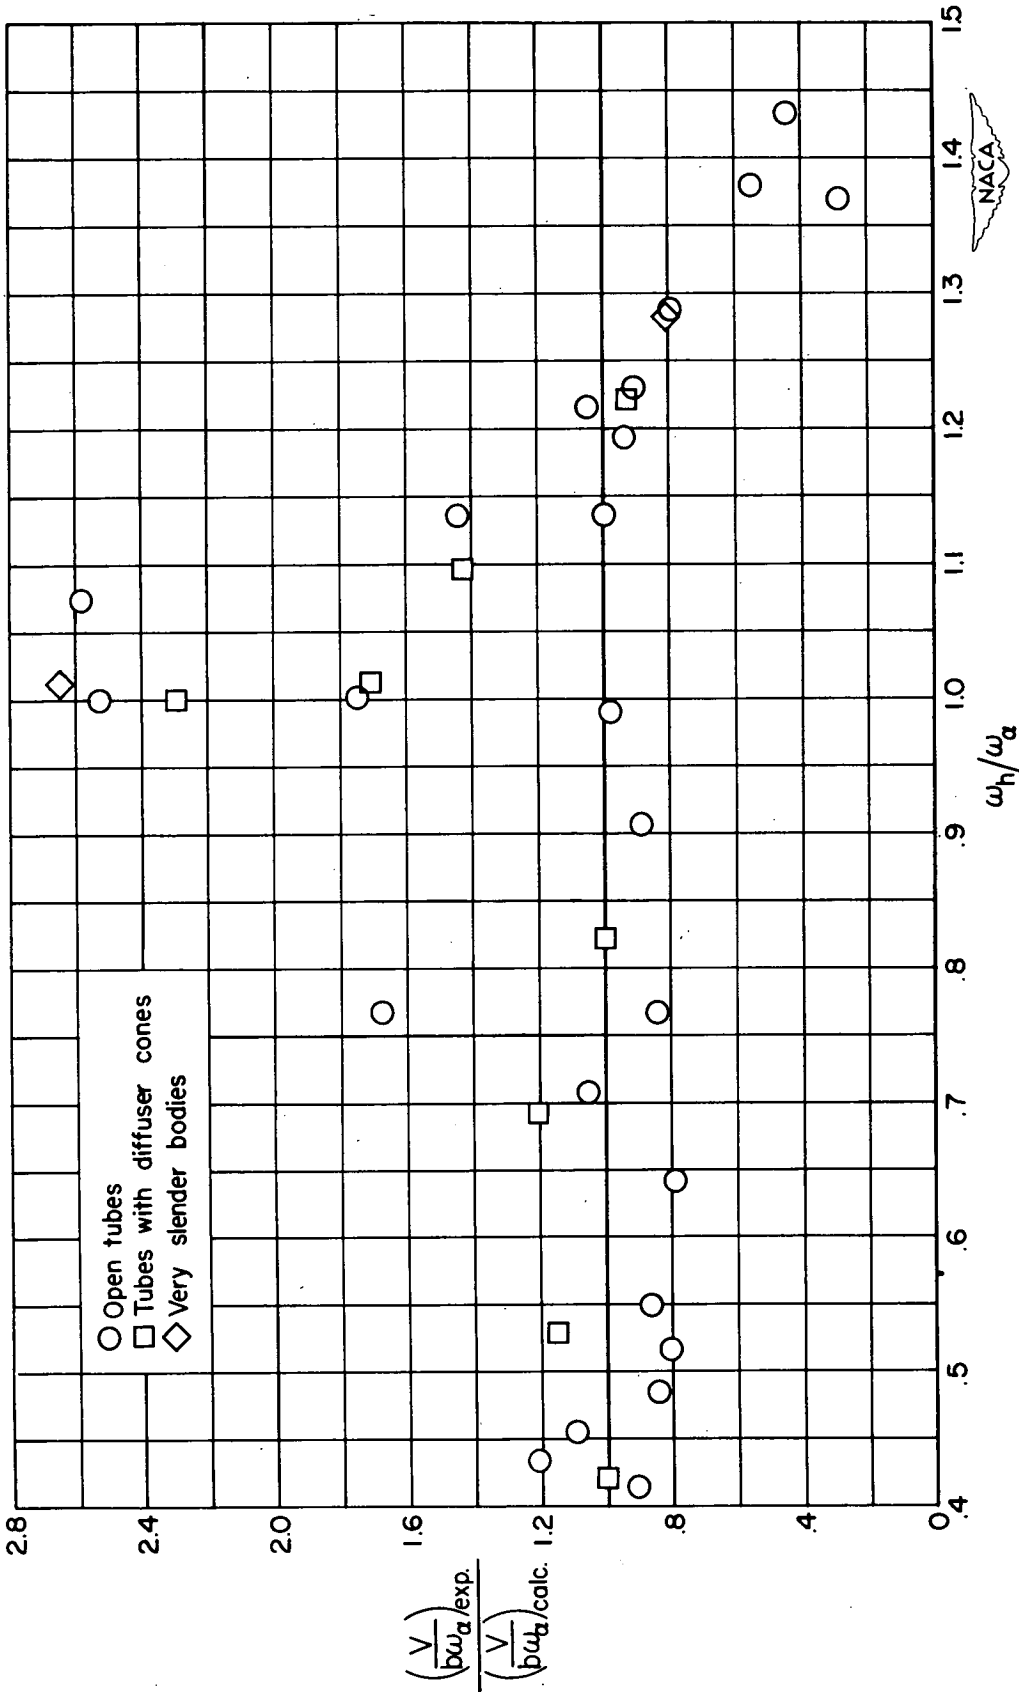 2.8
2.4
2.0
1.6
1.2
.8
.4
0
(V/bωα)exp.
(V/bωα)calc.
○ Open tubes
□ Tubes with diffuser cones
◇ Very slender bodies
.4
.5
.6
.7
.8
.9
1.0
1.1
1.2
1.3
1.4
1.5
ωh/ωα
NACA